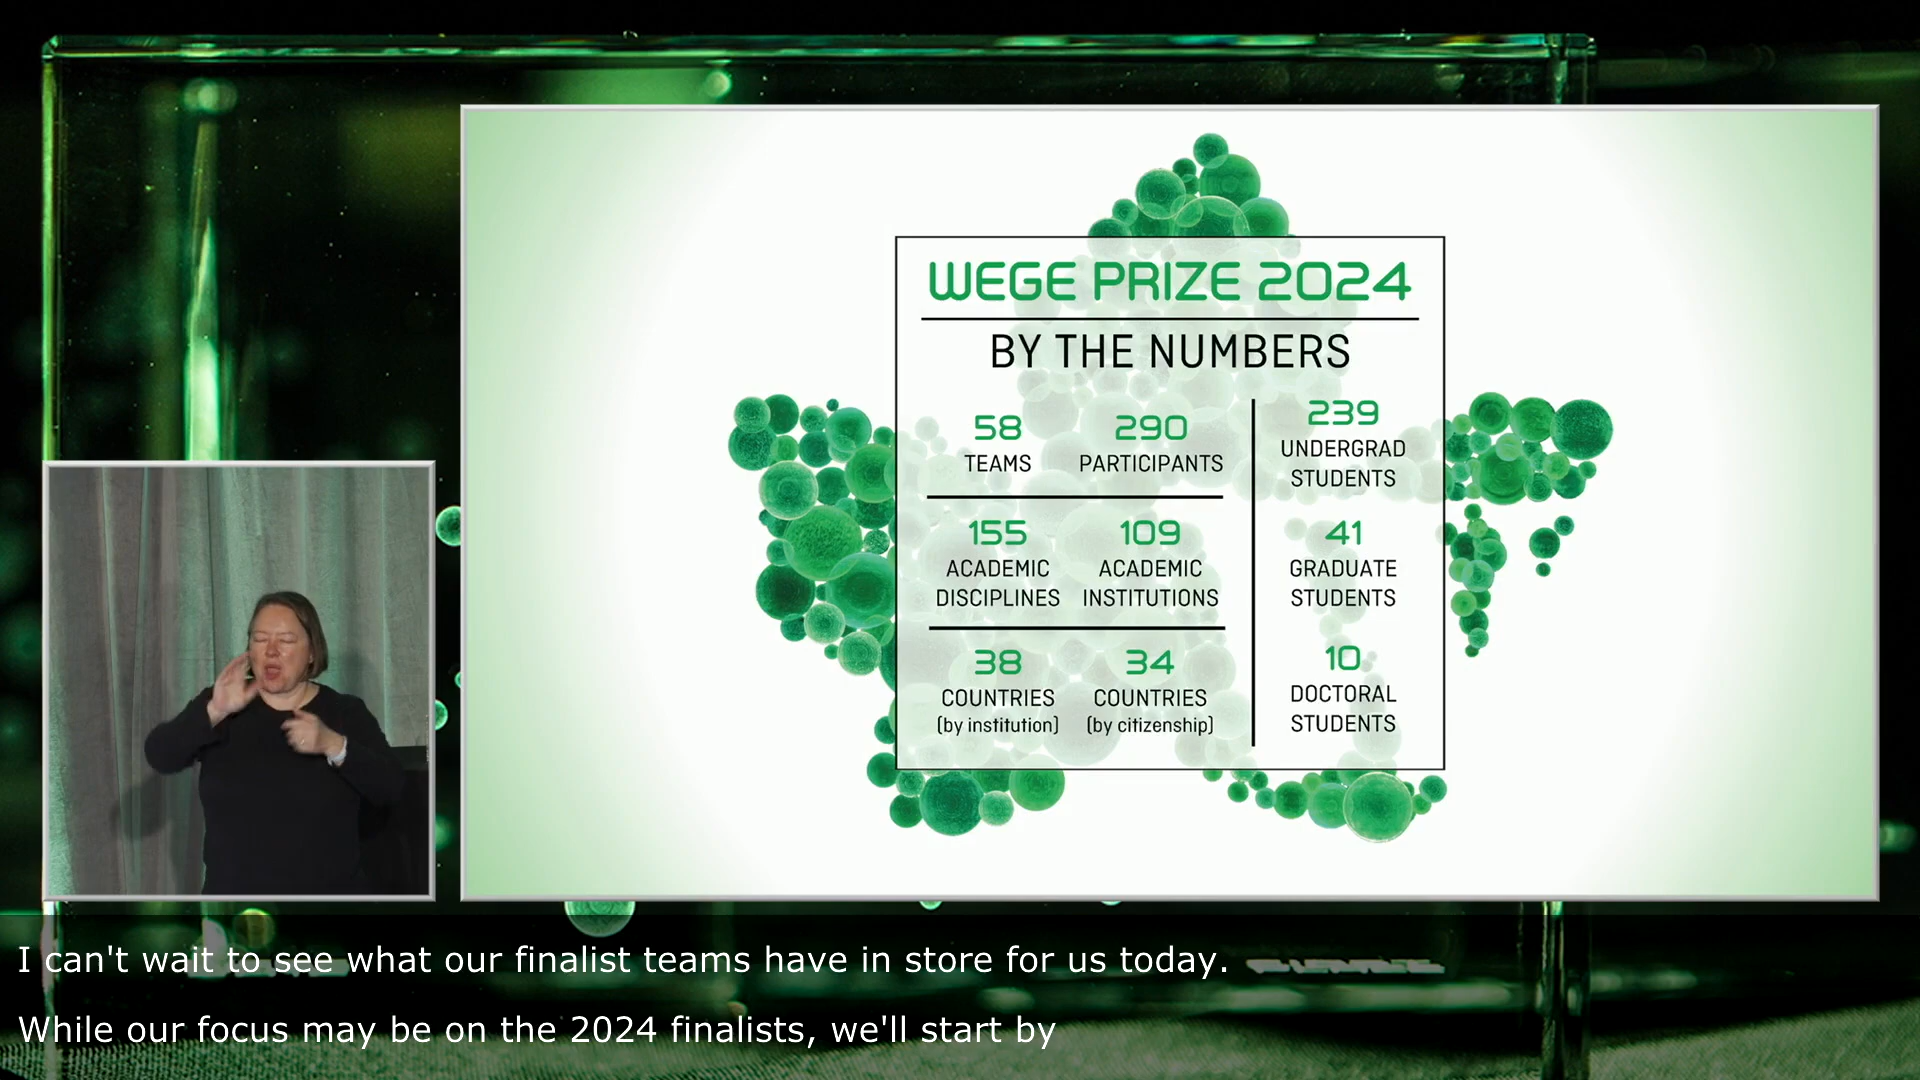 WEGE PRIZE 2024
BY THE NUMBERS
58
TEAMS
290
PARTICIPANTS
155
ACADEMIC
DISCIPLINES
109
ACADEMIC
INSTITUTIONS
38
COUNTRIES
(by institution)
34
COUNTRIES
(by citizenship)
239
UNDERGRAD
STUDENTS
41
GRADUATE
STUDENTS
10
DOCTORAL
STUDENTS
I can't wait to see what our finalist teams have in store for us today.
While our focus may be on the 2024 finalists, we'll start by